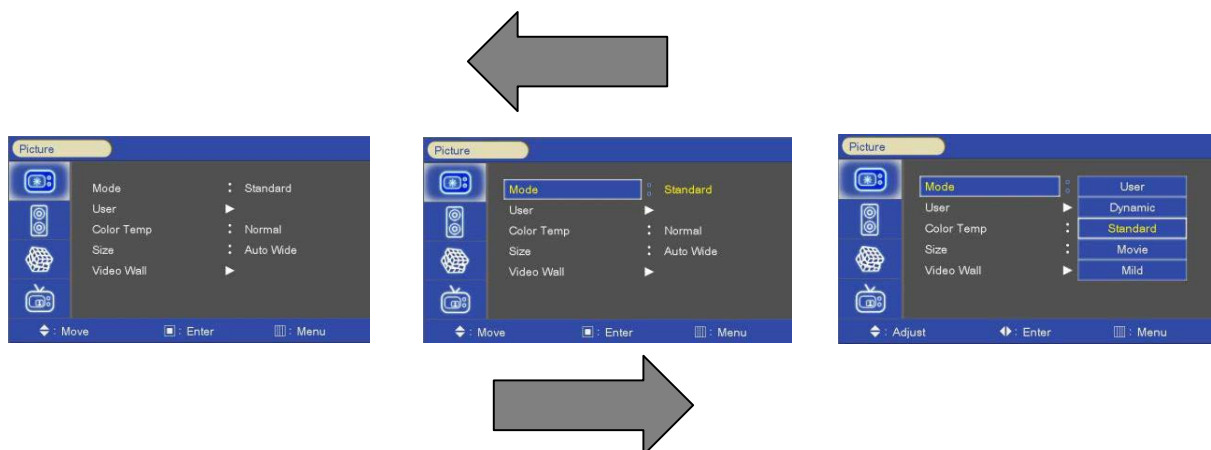 Picture
Mode : Standard
User ▶
Color Temp : Normal
Size : Auto Wide
Video Wall ▶
: Move : Enter : Menu
Picture
Mode Standard
User ▶
Color Temp : Normal
Size : Auto Wide
Video Wall ▶
: Move : Enter : Menu
Picture
Mode User
User ▶ Dynamic
Color Temp : Standard
Size : Movie
Video Wall ▶ Mild
: Adjust : Enter : Menu